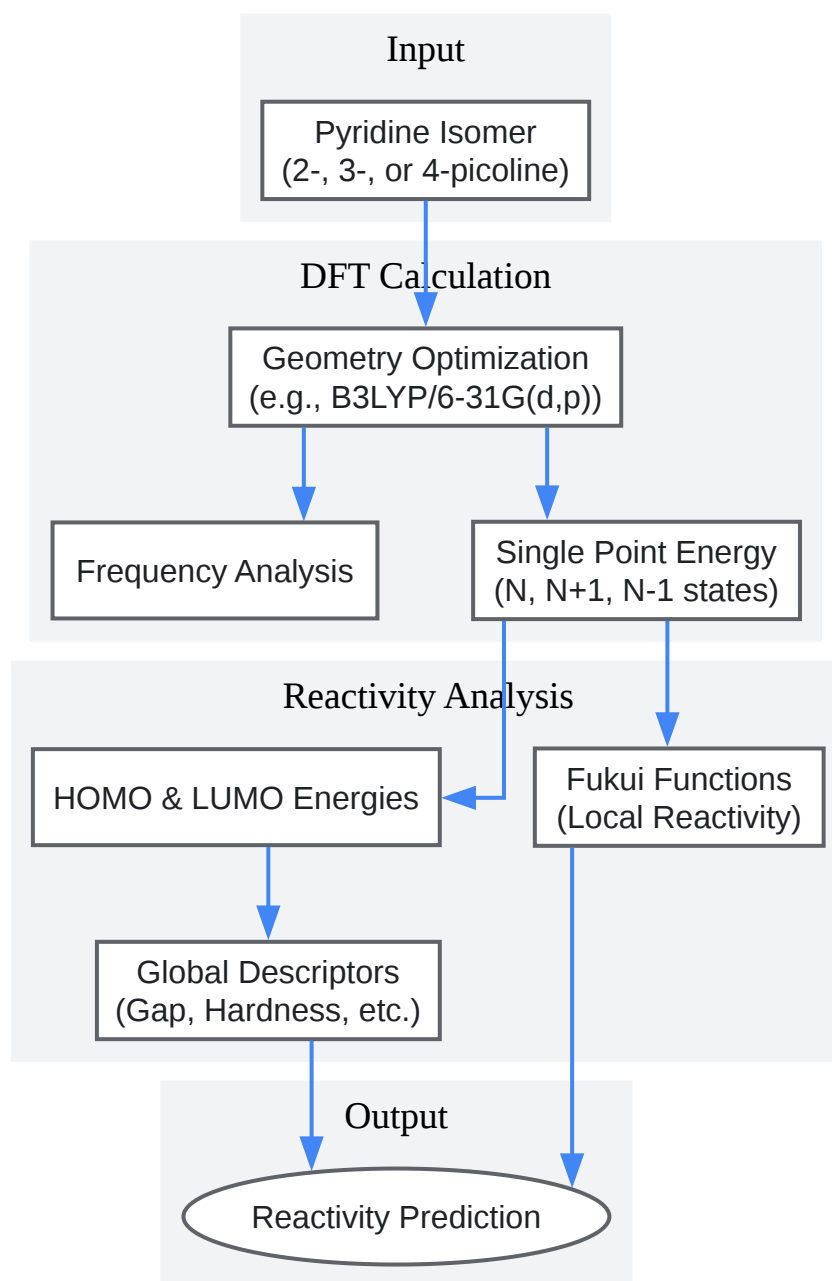 Input
Pyridine Isomer
(2-, 3-, or 4-picoline)
DFT Calculation
Geometry Optimization
(e.g., B3LYP/6-31G(d,p))
Frequency Analysis
Single Point Energy
(N, N+1, N-1 states)
Reactivity Analysis
HOMO & LUMO Energies
Fukui Functions
(Local Reactivity)
Global Descriptors
(Gap, Hardness, etc.)
Output
Reactivity Prediction